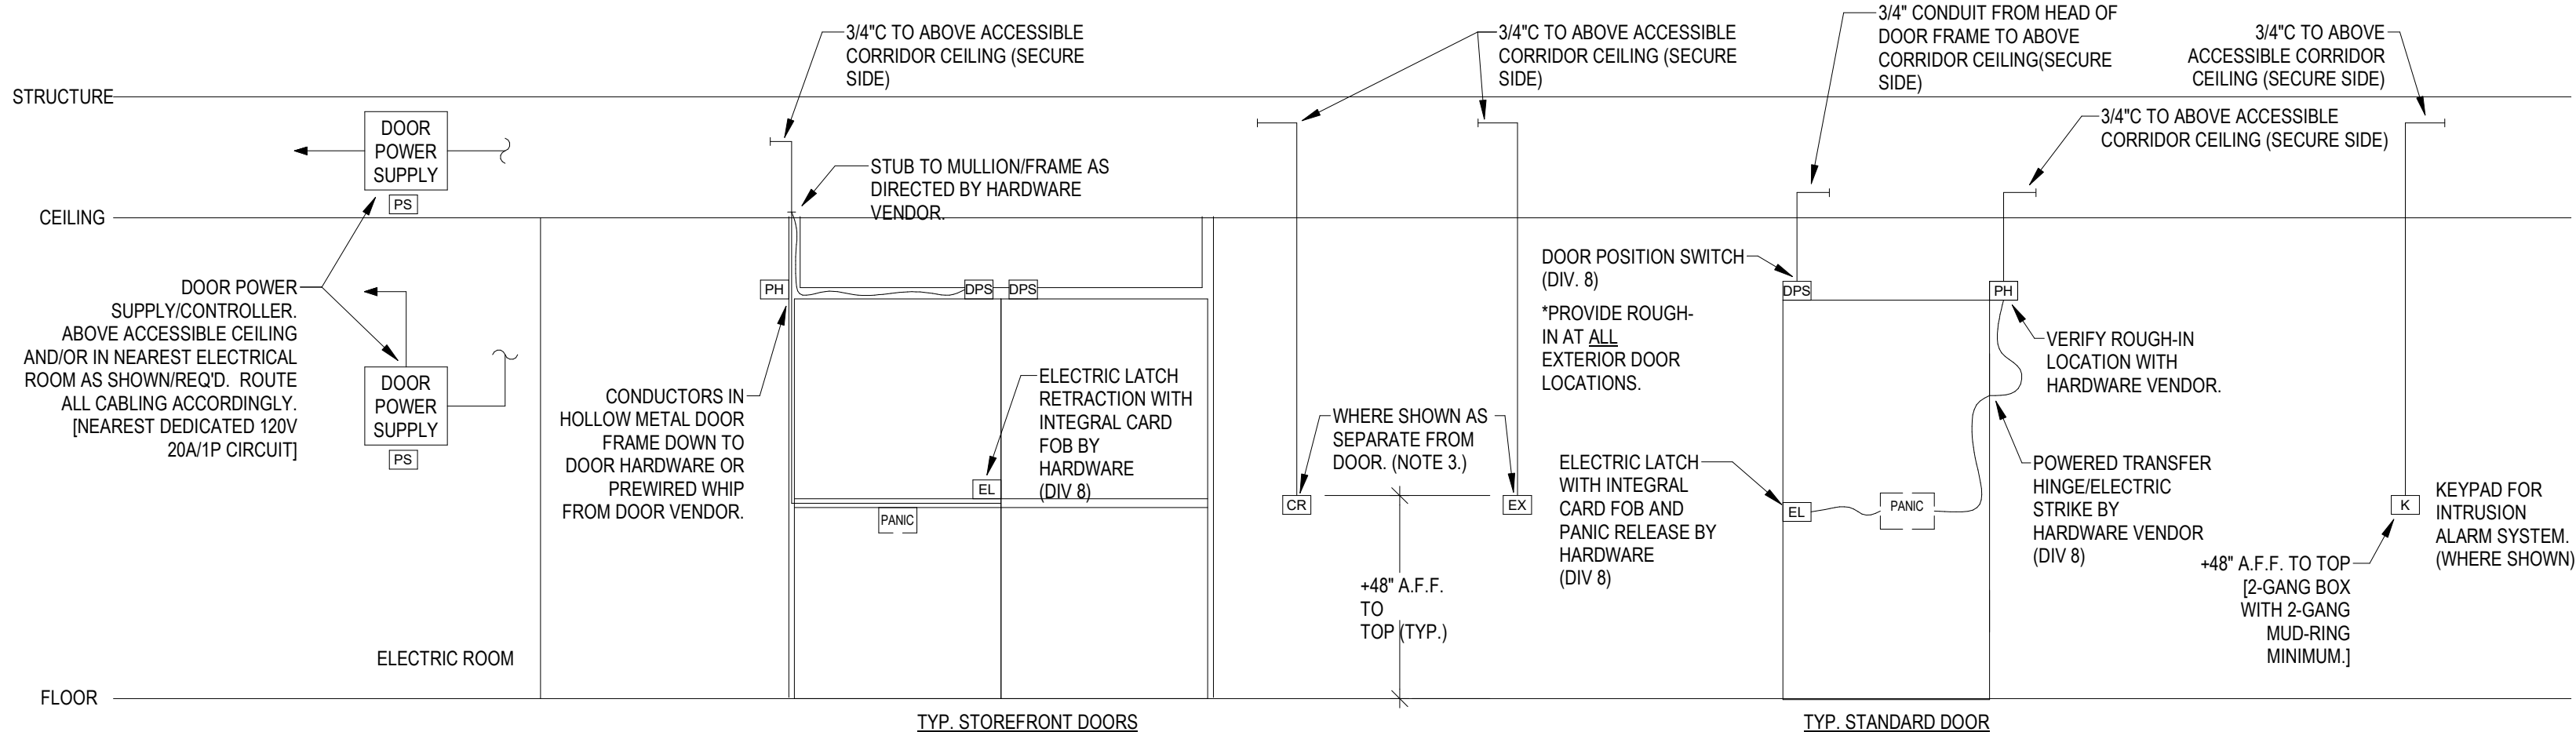 3/4"C TO ABOVE ACCESSIBLE
CORRIDOR CEILING (SECURE
SIDE)
3/4"C TO ABOVE ACCESSIBLE
CORRIDOR CEILING (SECURE
SIDE)
3/4" CONDUIT FROM HEAD OF
DOOR FRAME TO ABOVE
CORRIDOR CEILING(SECURE
SIDE)
3/4"C TO ABOVE
ACCESSIBLE CORRIDOR
CEILING (SECURE SIDE)
3/4"C TO ABOVE ACCESSIBLE
CORRIDOR CEILING (SECURE SIDE)
STRUCTURE
DOOR
POWER
SUPPLY
PS
STUB TO MULLION/FRAME AS
DIRECTED BY HARDWARE
VENDOR.
CEILING
DOOR POWER
SUPPLY/CONTROLLER.
ABOVE ACCESSIBLE CEILING
AND/OR IN NEAREST ELECTRICAL
ROOM AS SHOWN/REQ'D. ROUTE
ALL CABLING ACCORDINGLY.
[NEAREST DEDICATED 120V
20A/1P CIRCUIT]
DOOR
POWER
SUPPLY
PS
PH
DPS
DPS
CONDUCTORS IN
HOLLOW METAL DOOR
FRAME DOWN TO
DOOR HARDWARE OR
PREWIRED WHIP
FROM DOOR VENDOR.
ELECTRIC LATCH
RETRACTION WITH
INTEGRAL CARD
FOB BY
HARDWARE
(DIV 8)
EL
PANIC
WHERE SHOWN AS
SEPARATE FROM
DOOR. (NOTE 3.)
CR
EX
+48" A.F.F.
TO
TOP (TYP.)
DOOR POSITION SWITCH
(DIV. 8)
*PROVIDE ROUGH-
IN AT ALL
EXTERIOR DOOR
LOCATIONS.
DPS
PH
VERIFY ROUGH-IN
LOCATION WITH
HARDWARE VENDOR.
ELECTRIC LATCH
WITH INTEGRAL
CARD FOB AND
PANIC RELEASE BY
HARDWARE
(DIV 8)
EL
PANIC
POWERED TRANSFER
HINGE/ELECTRIC
STRIKE BY
HARDWARE VENDOR
(DIV 8)
K
KEYPAD FOR
INTRUSION
ALARM SYSTEM.
(WHERE SHOWN)
+48" A.F.F. TO TOP
[2-GANG BOX
WITH 2-GANG
MUD-RING
MINIMUM.]
ELECTRIC ROOM
FLOOR
TYP. STOREFRONT DOORS
TYP. STANDARD DOOR